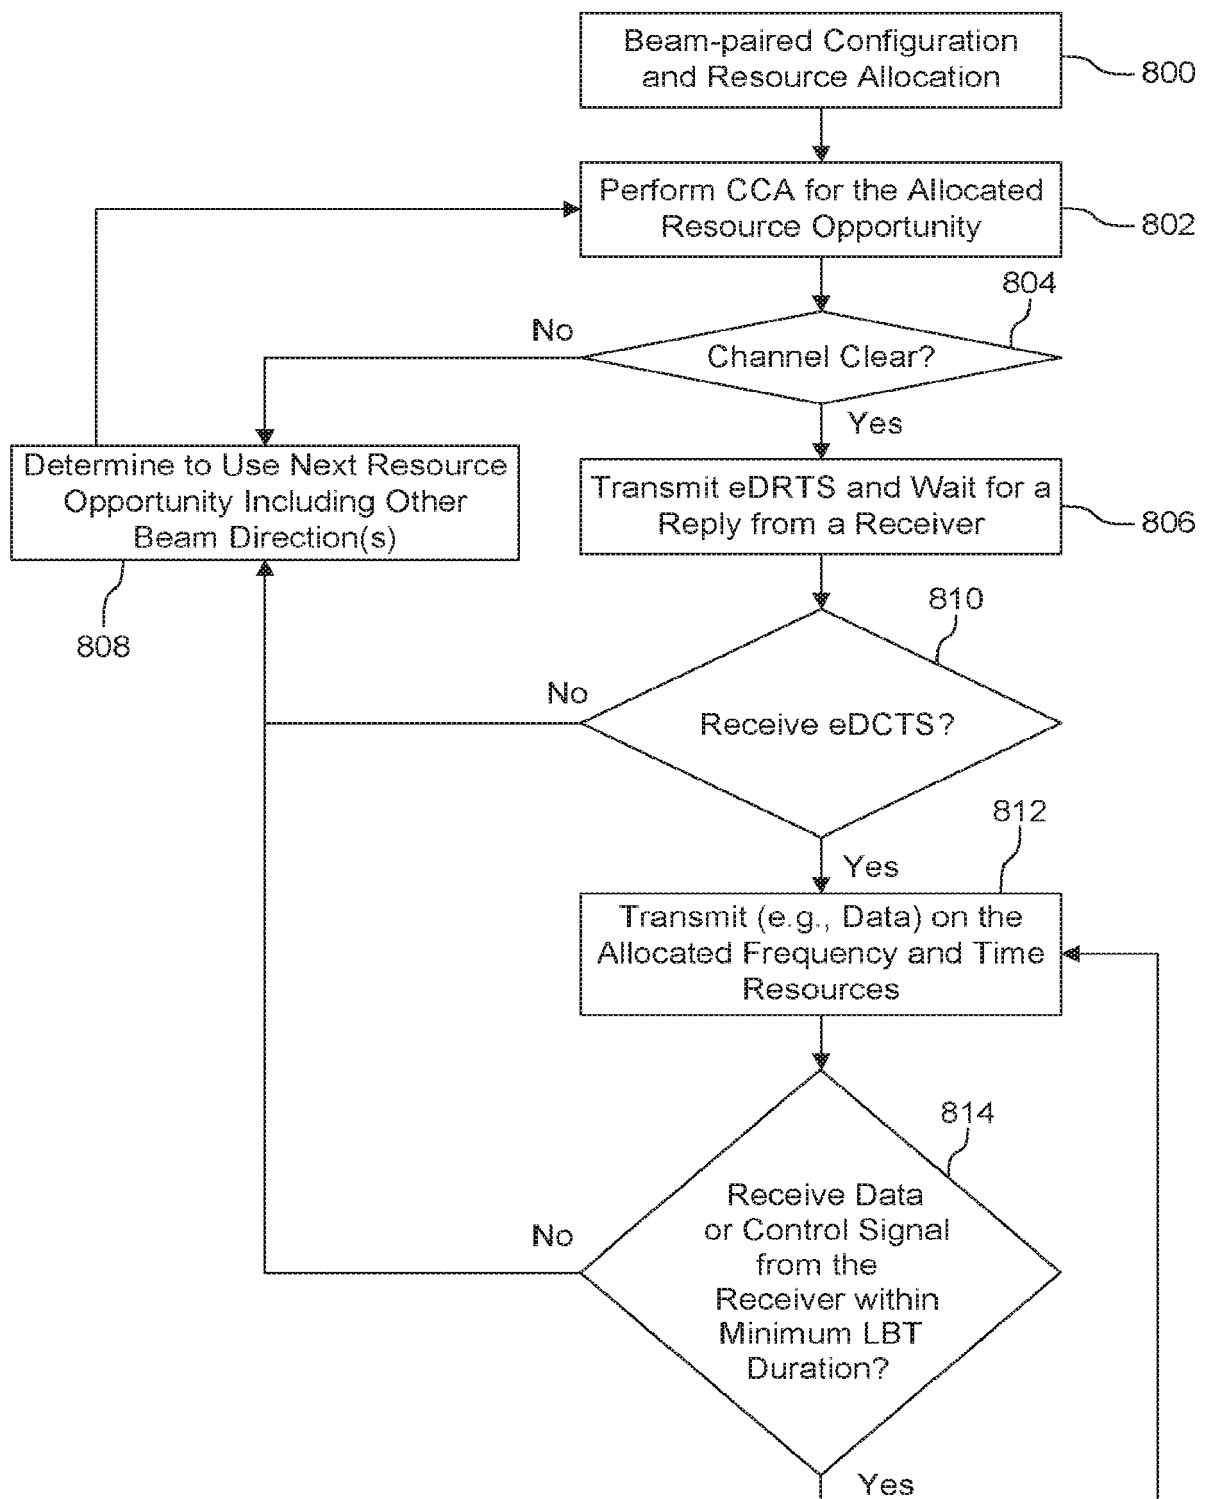 Beam-paired Configuration
and Resource Allocation
800
Perform CCA for the Allocated
Resource Opportunity
802
804
No
Channel Clear?
Yes
Determine to Use Next Resource
Opportunity Including Other
Beam Direction(s)
808
Transmit eDRTS and Wait for a
Reply from a Receiver
806
810
No
Receive eDCTS?
812
Yes
Transmit (e.g., Data) on the
Allocated Frequency and Time
Resources
814
No
Receive Data
or Control Signal
from the
Receiver within
Minimum LBT
Duration?
Yes